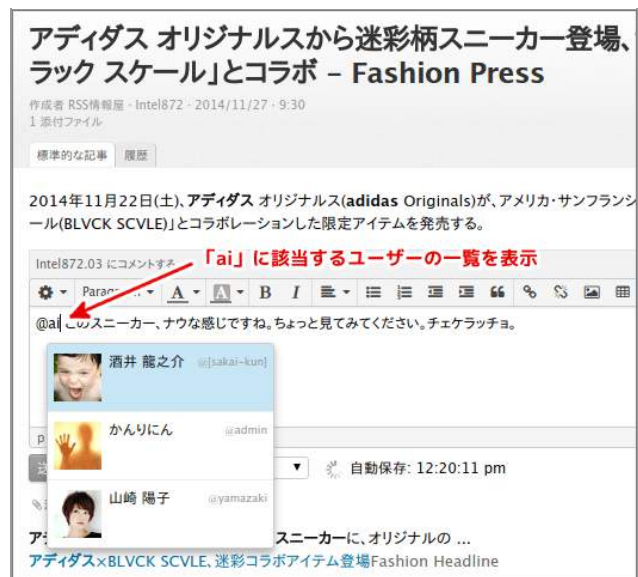 アディダス オリジナルスから迷彩柄スニーカー登場、
ラック スケール」とコラボ – Fashion Press
作成者 RSS情報屋 - Intel872 - 2014/11/27 - 9:30
1 添付ファイル
標準的な記事 履歴
2014年11月22日(土)、アディダス オリジナルス(adidas Originals)が、アメリカ・サンフランシ
ール(BLVCK SCVLE)」とコラボレーションした限定アイテムを発売する。
Intel872.03 にコメントする
「ai」に該当するユーザーの一覧を表示
A A B I
@ai このスニーカー、ナウな感じですね。ちょっと見てみてください。チェケラッチョ。
酒井 龍之介 @[sakai-kun]
かんりにん @admin
p
自動保存: 12:20:11 pm
山崎 陽子 @yamazaki
スニーカーに、オリジナルの ...
アディダス×BLVCK SCVLE、迷彩コラボアイテム登場Fashion Headline